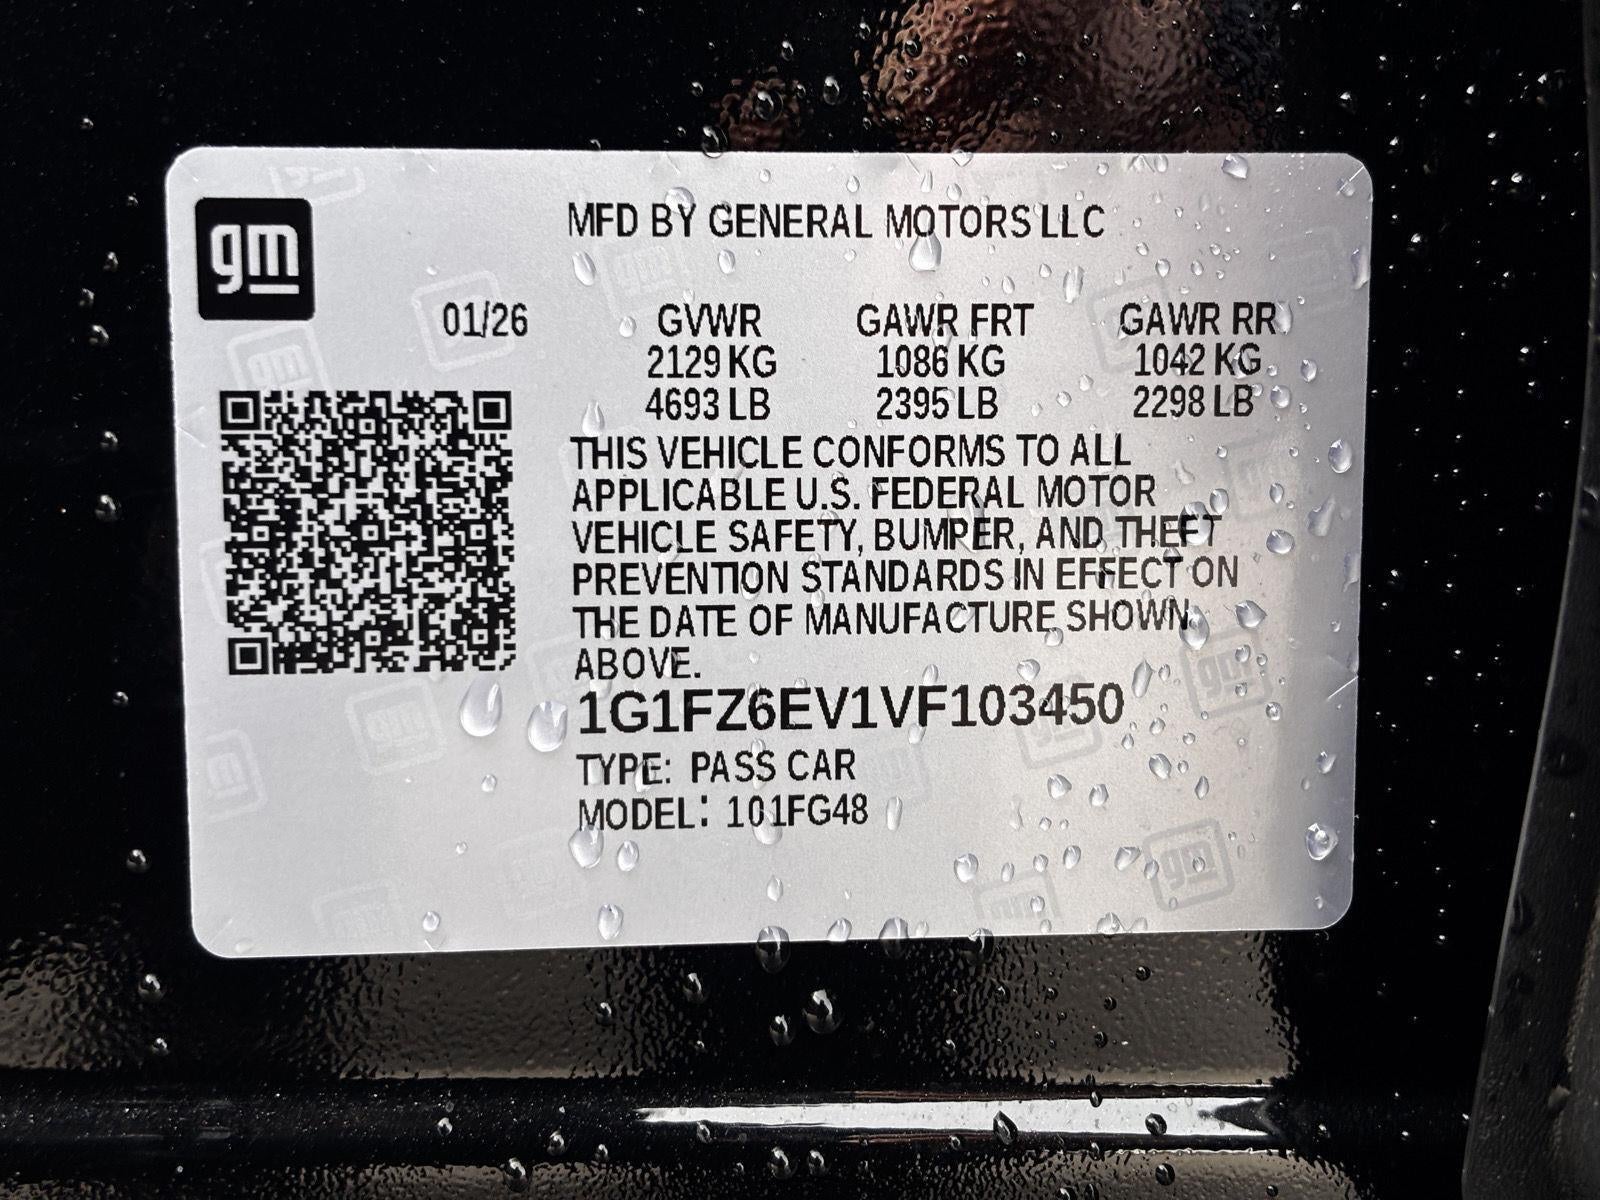 gm
MFD BY GENERAL MOTORS LLC
01/26 GVWR GAWR FRT GAWR RR
2129 KG 1086 KG 1042 KG
4693 LB 2395 LB 2298 LB
THIS VEHICLE CONFORMS TO ALL
APPLICABLE U.S. FEDERAL MOTOR
VEHICLE SAFETY, BUMPER, AND THEFT
PREVENTION STANDARDS IN EFFECT ON
THE DATE OF MANUFACTURE SHOWN
ABOVE.
1G1FZ6EV1VF103450
TYPE: PASS CAR
MODEL: 101FG48